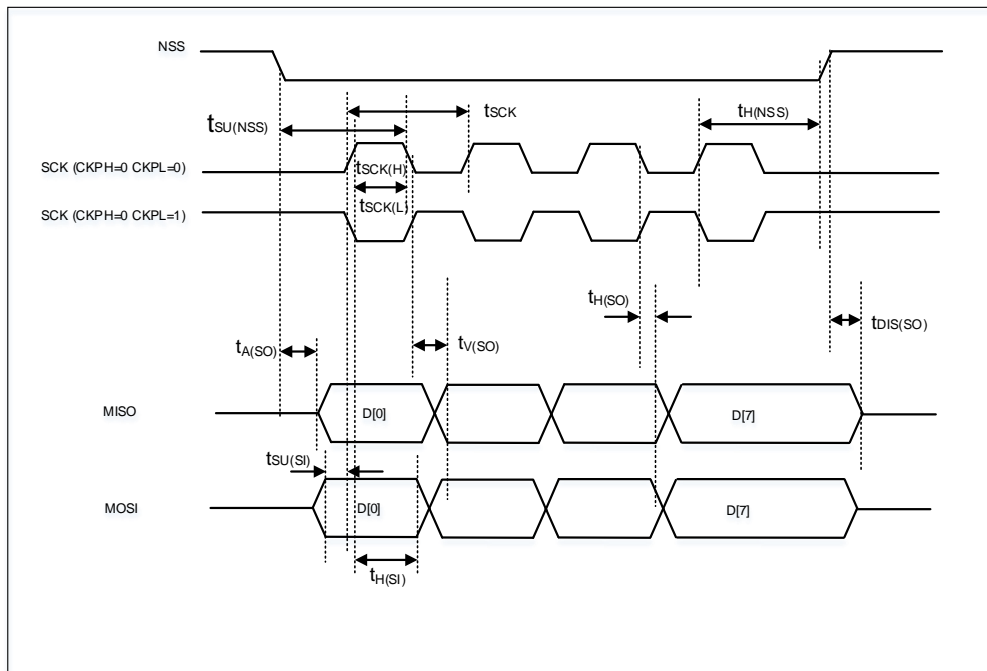 NSS
tSCK
tH(NSS)
tSU(NSS)
SCK (CKPH=0 CKPL=0)
tSCK(H)
tSCK(L)
SCK (CKPH=0 CKPL=1)
tH(SO)
tDIS(SO)
tA(SO)
tV(SO)
MISO
D[0]
D[7]
tSU(SI)
MOSI
D[0]
D[7]
tH(SI)